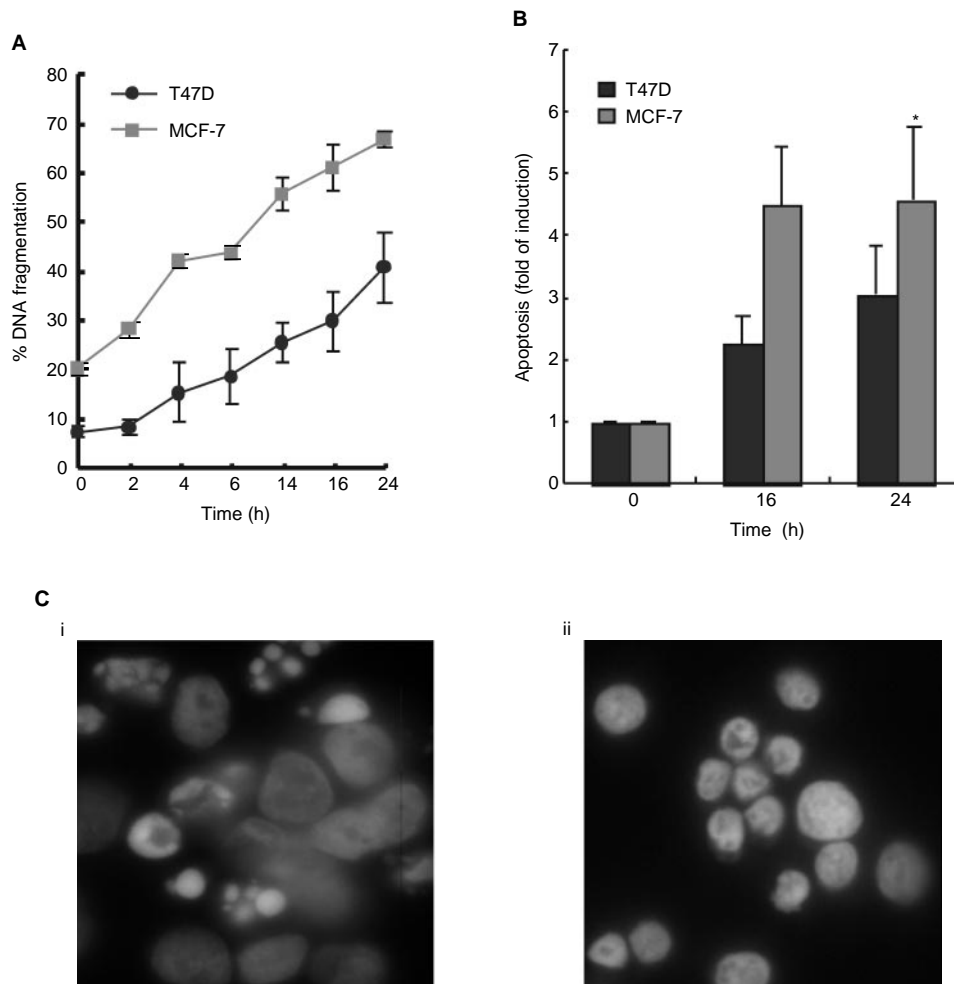 A
% DNA fragmentation
80
70
60
50
40
30
20
10
0
T47D
MCF-7
0 2 4 6 14 16 24
Time (h)
B
Apoptosis (fold of induction)
7
6
5
4
3
2
1
0
T47D
MCF-7
*
0 16 24
Time (h)
C
i
ii